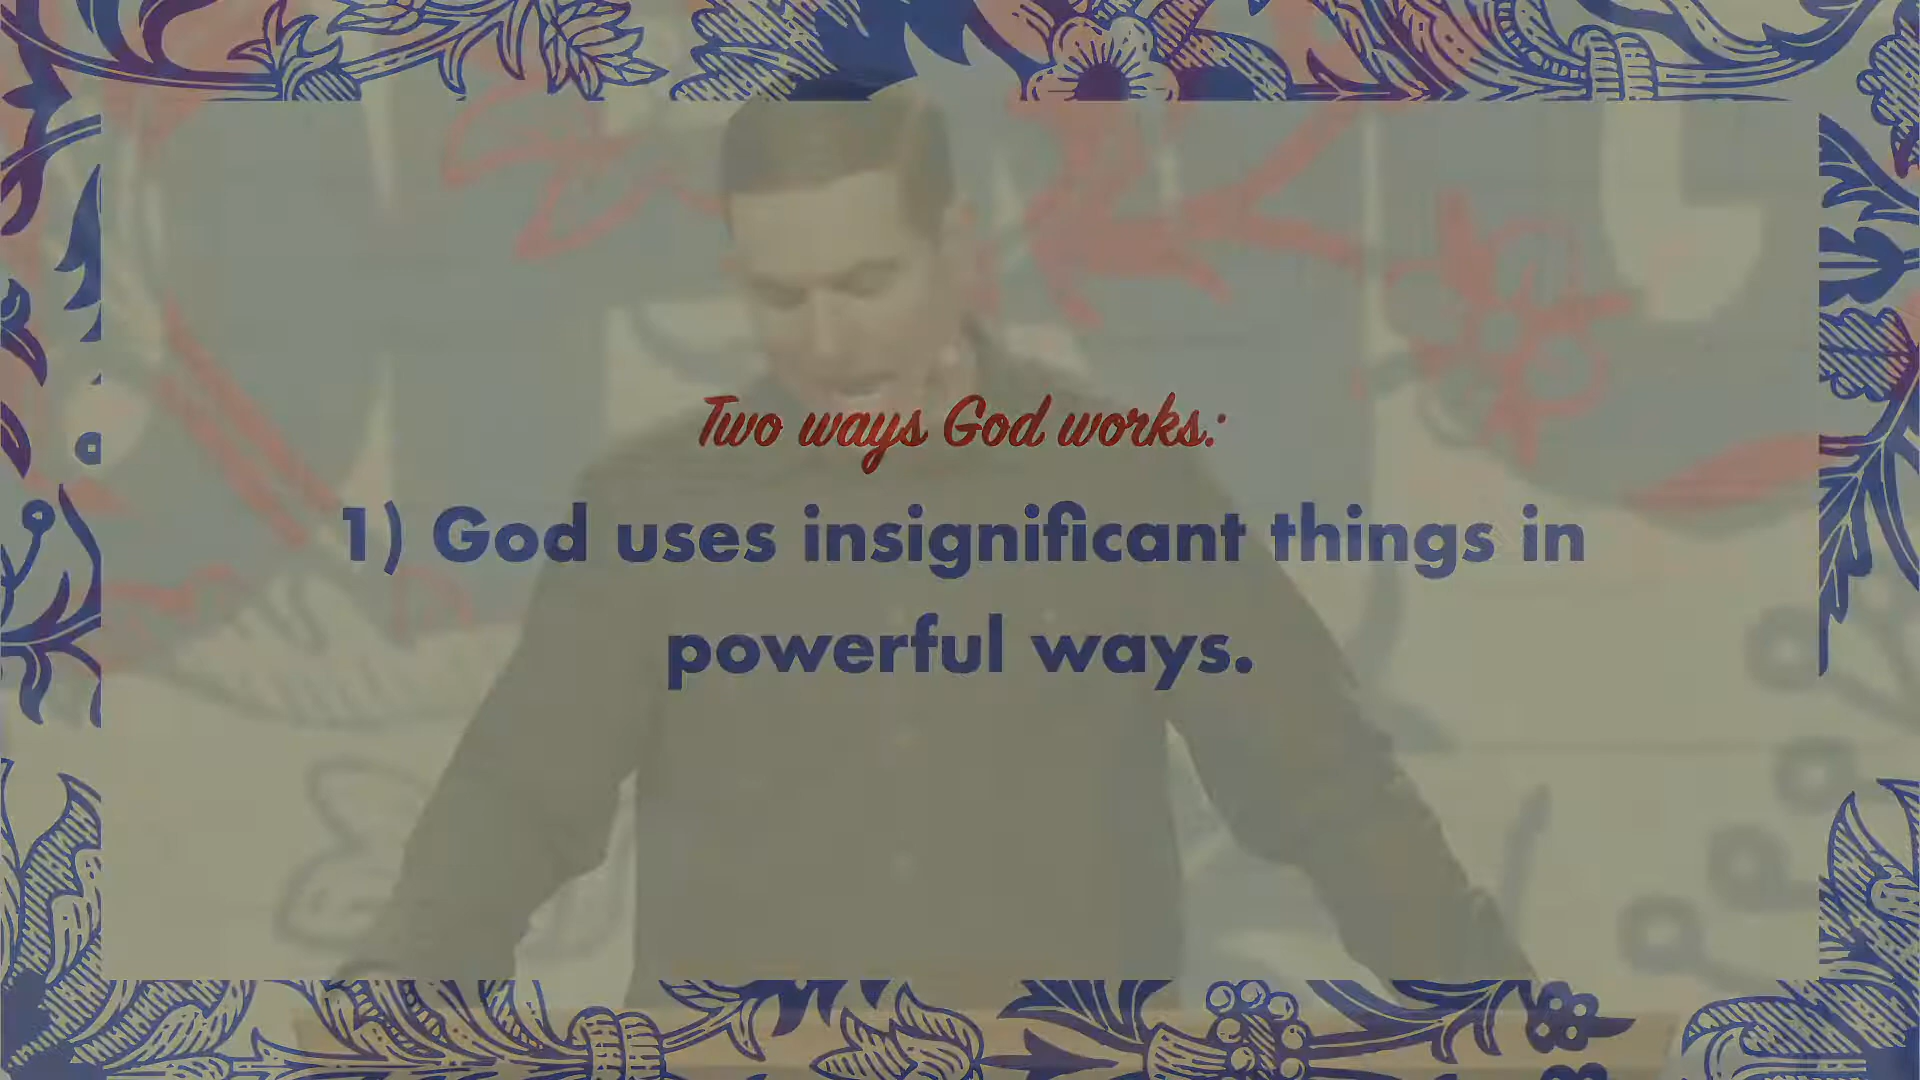 Two ways God works:
1) God uses insignificant things in
powerful ways.